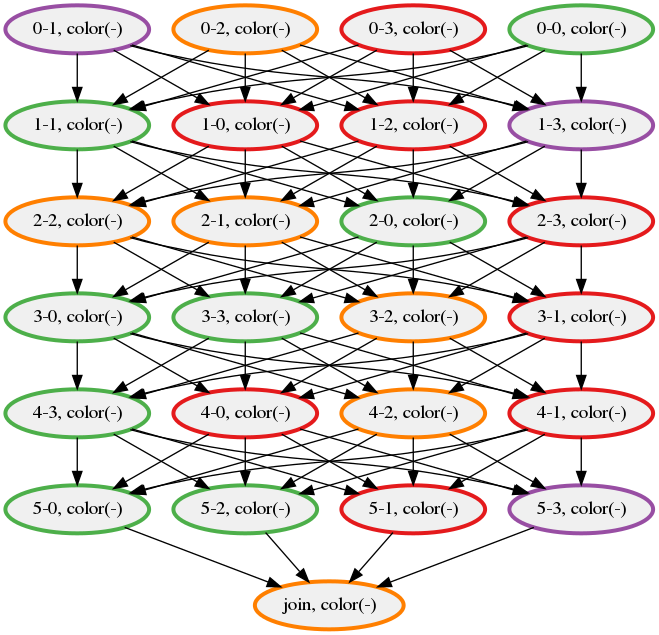 0-1, color(-)
0-2, color(-)
0-3, color(-)
0-0, color(-)
1-1, color(-)
1-0, color(-)
1-2, color(-)
1-3, color(-)
2-2, color(-)
2-1, color(-)
2-0, color(-)
2-3, color(-)
3-0, color(-)
3-3, color(-)
3-2, color(-)
3-1, color(-)
4-3, color(-)
4-0, color(-)
4-2, color(-)
4-1, color(-)
5-0, color(-)
5-2, color(-)
5-1, color(-)
5-3, color(-)
join, color(-)